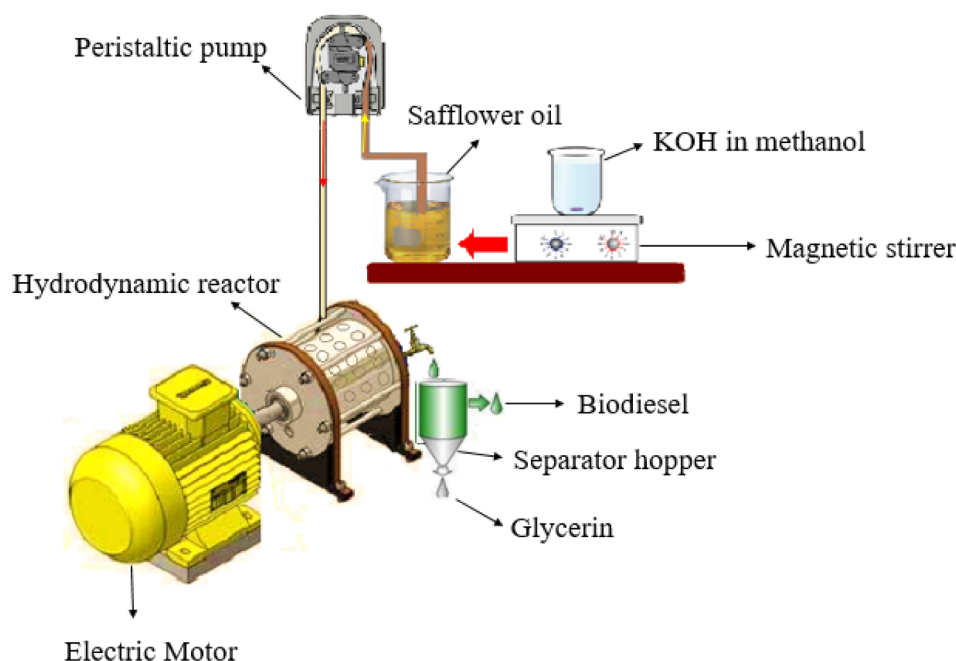 Peristaltic pump
Safflower oil
KOH in methanol
Magnetic stirrer
Hydrodynamic reactor
Biodiesel
Separator hopper
Glycerin
Electric Motor